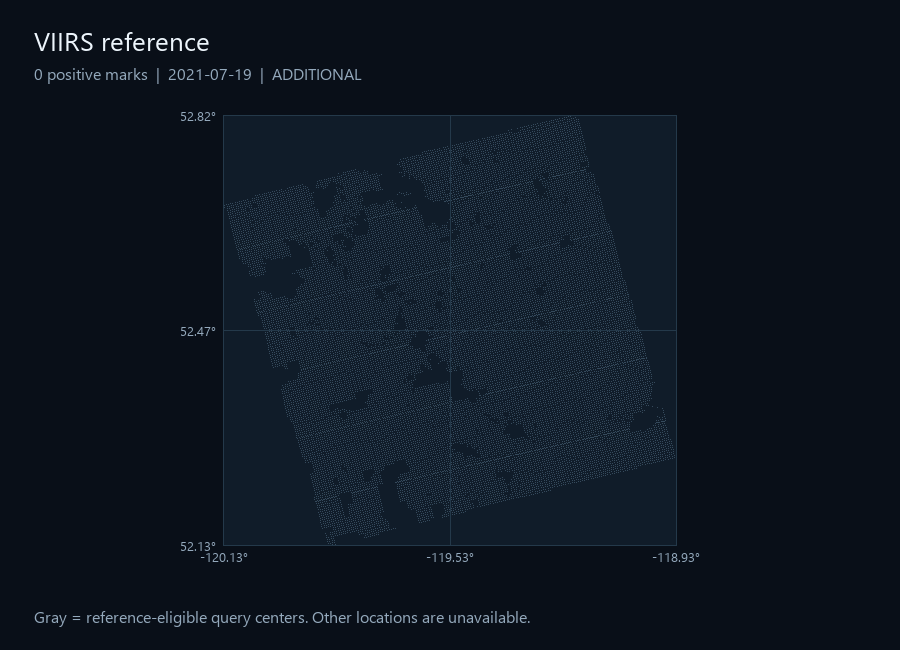 VIIRS reference
0 positive marks | 2021-07-19 | ADDITIONAL
52.82°
52.47°
52.13°
-120.13°
-119.53°
-118.93°
Gray = reference-eligible query centers. Other locations are unavailable.